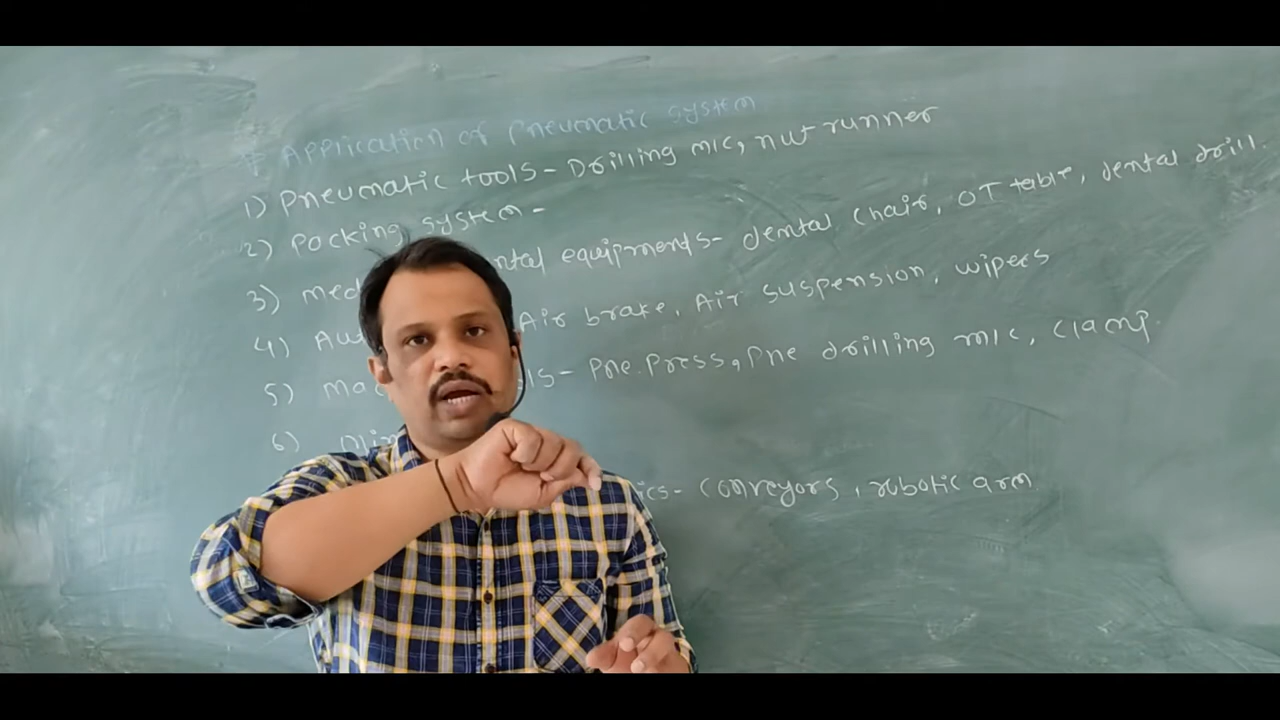 Application of pneumatic system
1) Pneumatic tools - Drilling m/c, nut runner
2) Packing system -
3) med ntal equipments - dental chair, OT table, dental drill.
4) Au Air brake, Air suspension, wipers
5) Mac ls - Pne. Press, Pne drilling m/c, clamp.
6) Min
ics - conveyors, robotic arm